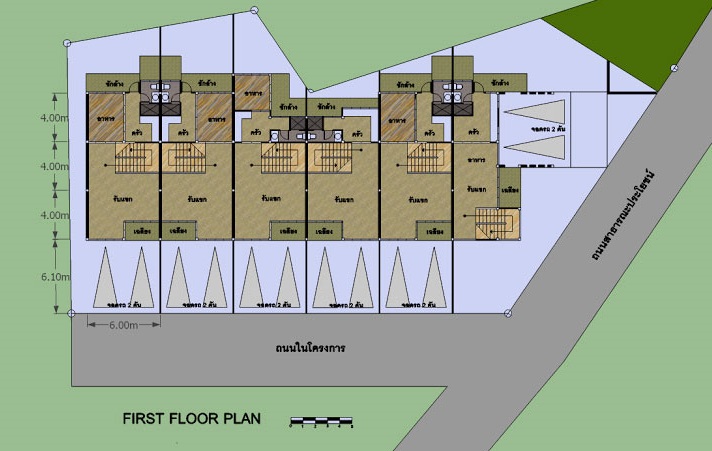 ซักล้าง ซักล้าง ซักล้าง ซักล้าง
อาหาร
ซักล้าง ซักล้าง
4.00m
อาหาร ครัว ครัว อาหาร ครัว ครัว อาหาร ครัว ครัว
จอดรถ 2 คัน
4.00m
อาหาร
รับแขก รับแขก รับแขก รับแขก รับแขก รับแขก
เฉลียง
4.00m
เฉลียง เฉลียง เฉลียง เฉลียง เฉลียง
ถนนสาธารณะประโยชน์
6.10m
จอดรถ 2 คัน จอดรถ 2 คัน จอดรถ 2 คัน จอดรถ 2 คัน จอดรถ 2 คัน
6.00m
ถนนในโครงการ
FIRST FLOOR PLAN